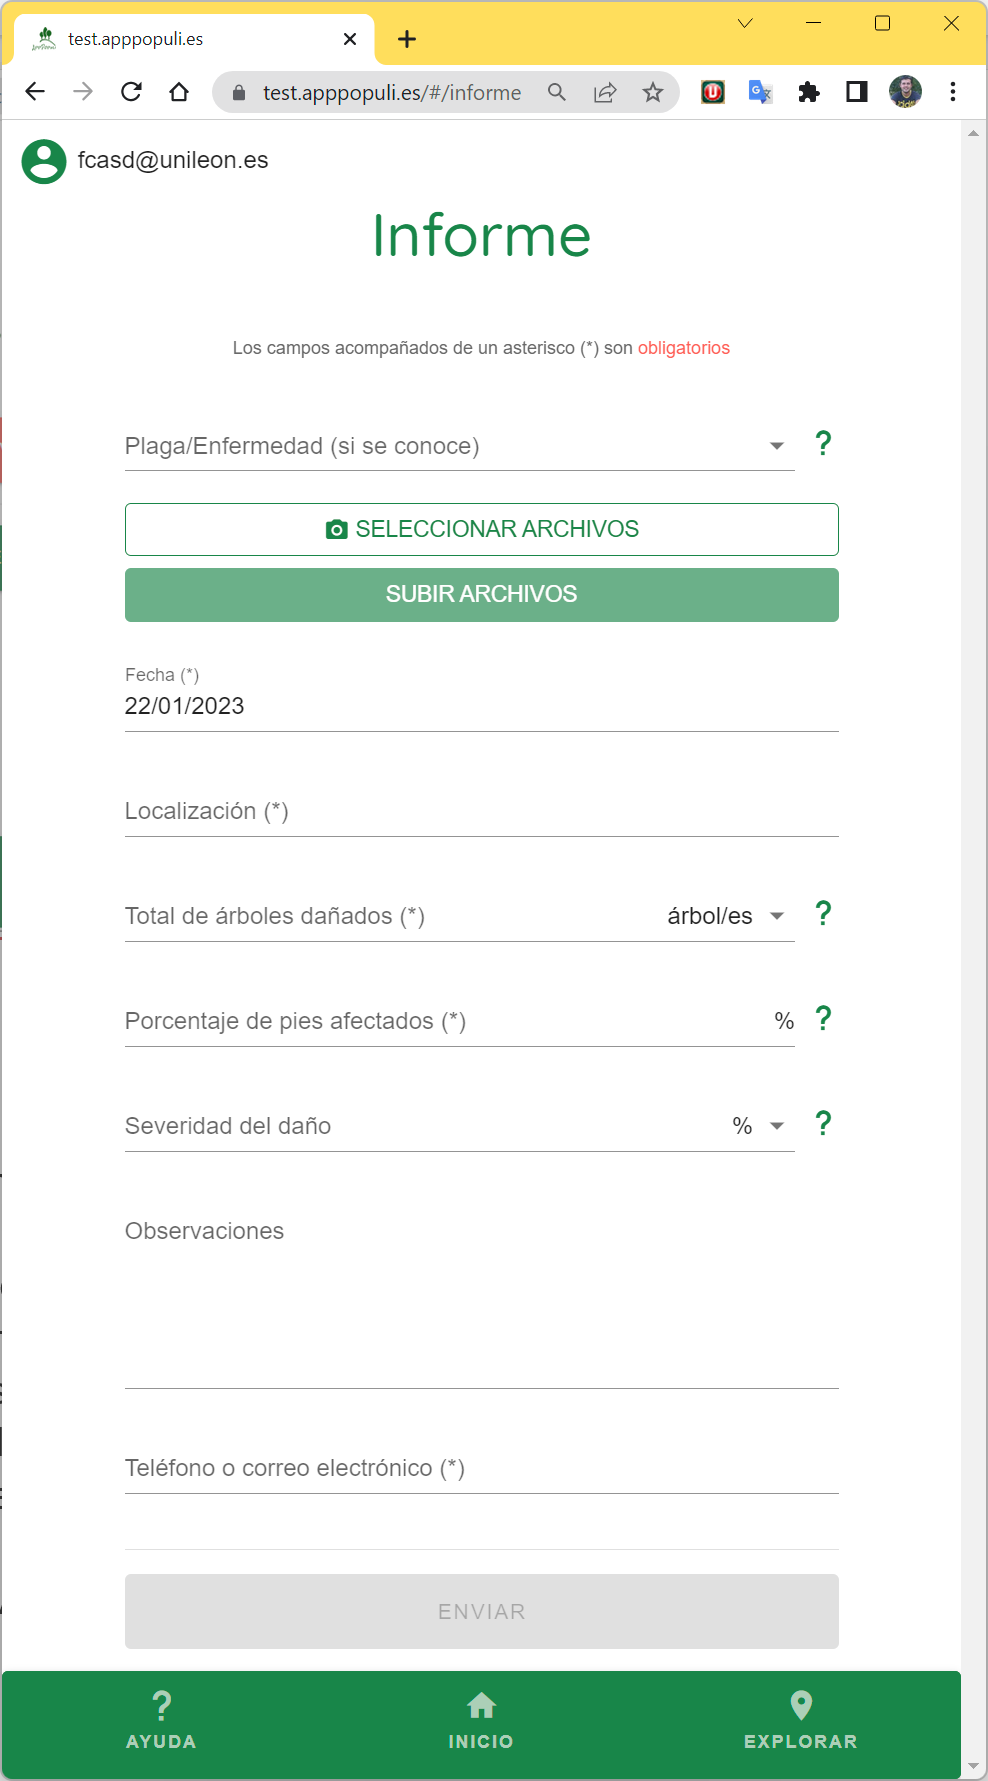 test.apppopuli.es
test.apppopuli.es/#/informe
fcasd@unileon.es
Informe
Los campos acompañados de un asterisco (*) son obligatorios
Plaga/Enfermedad (si se conoce) ?
SELECCIONAR ARCHIVOS
SUBIR ARCHIVOS
Fecha (*)
22/01/2023
Localización (*)
Total de árboles dañados (*) árbol/es ?
Porcentaje de pies afectados (*) % ?
Severidad del daño % ?
Observaciones
Teléfono o correo electrónico (*)
ENVIAR
? 
AYUDA INICIO EXPLORAR